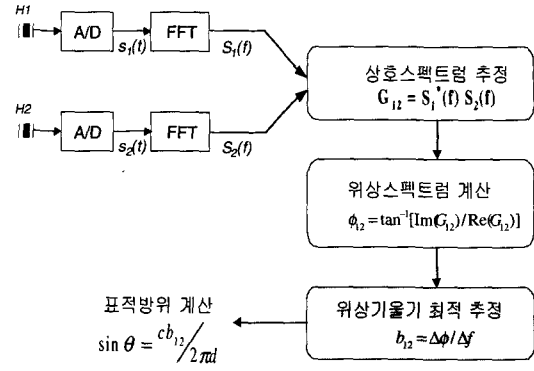 H1
A/D
s₁(t)
FFT
S₁(f)
H2
A/D
s₂(t)
FFT
S₂(f)
상호스펙트럼 추정
G₁₂ = S₁*(f) S₂(f)
위상스펙트럼 계산
ϕ₁₂ = tan⁻¹[Im(G₁₂)/Re(G₁₂)]
위상기울기 최적 추정
b₁₂ = Δϕ/Δf
표적방위 계산
sin θ = cb₁₂/2πd